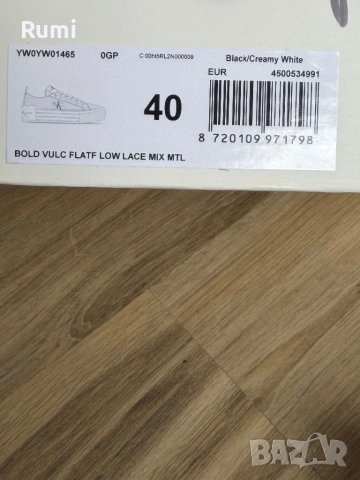 Rumi
YW0YW01465 0GP C 00H5RL2N000009 Black/Creamy White
EUR 4500534991
40
8 720109 971798
BOLD VULC FLATF LOW LACE MIX MTL
BAZAR